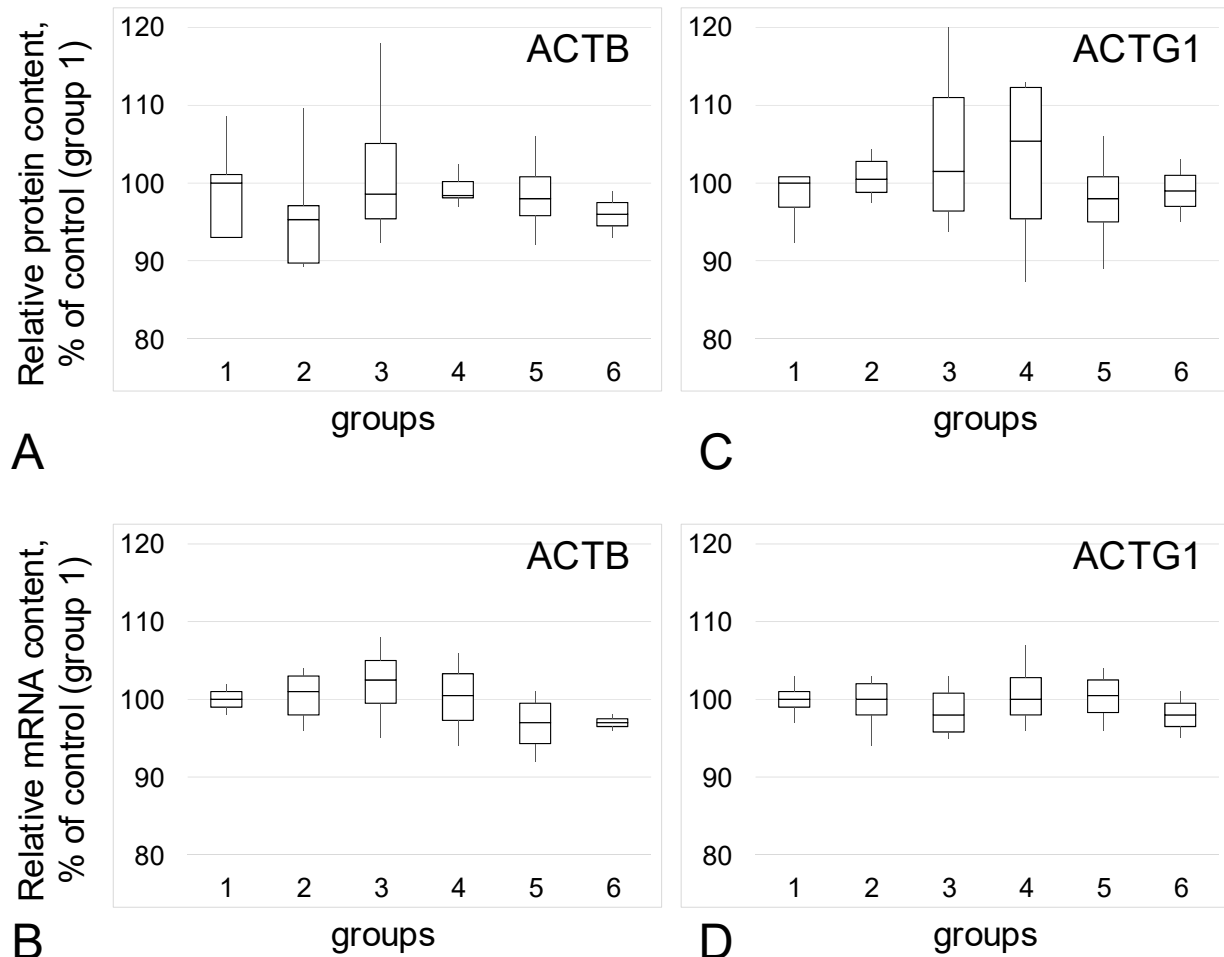 Relative protein content,
% of control (group 1)
120
110
100
90
80
ACTB
1 2 3 4 5 6
groups
A
120
110
100
90
80
ACTG1
1 2 3 4 5 6
groups
C
Relative mRNA content,
% of control (group 1)
120
110
100
90
80
ACTB
1 2 3 4 5 6
groups
B
120
110
100
90
80
ACTG1
1 2 3 4 5 6
groups
D